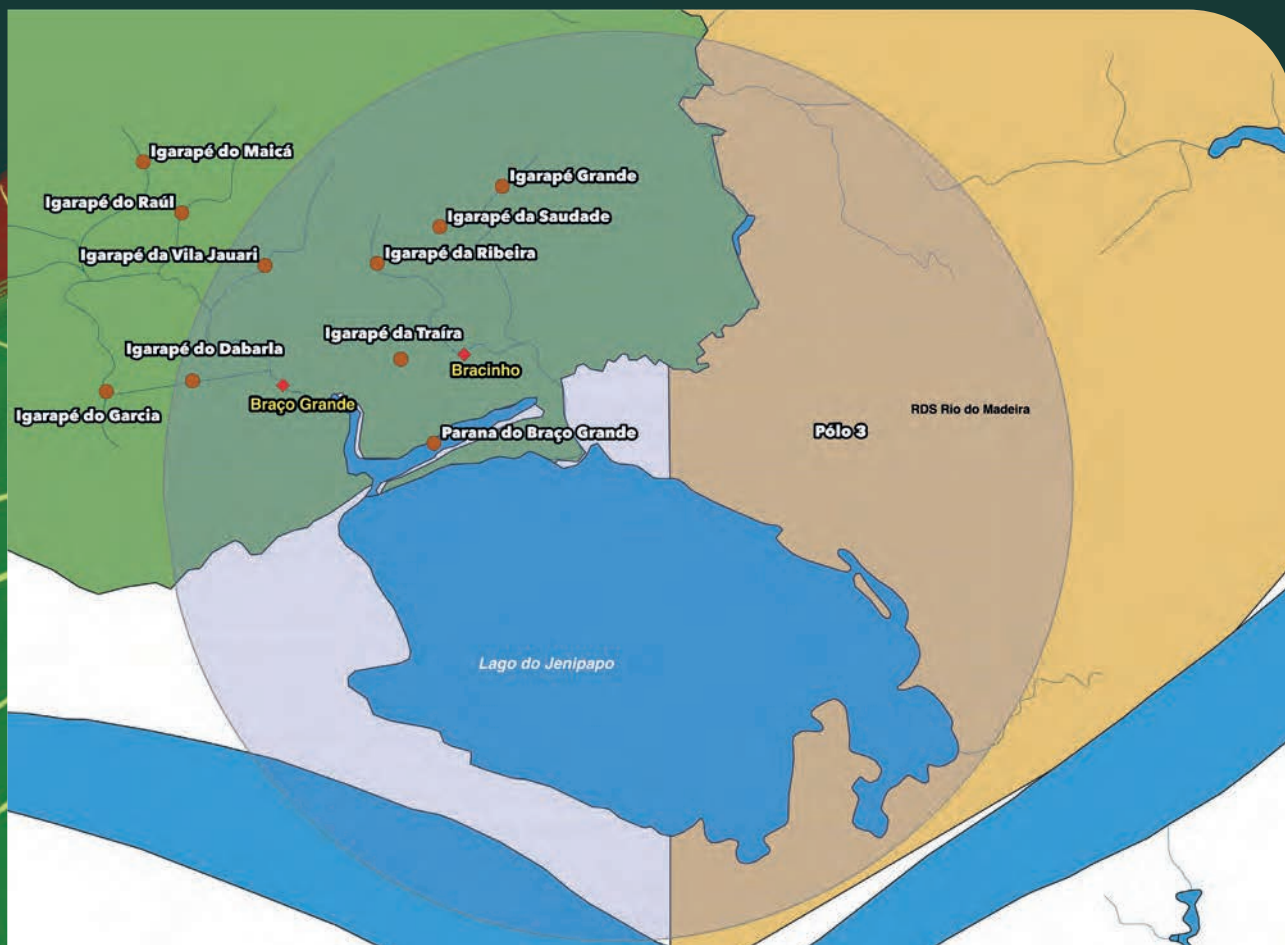 Igarapé do Maicá
Igarapé Grande
Igarapé do Raúl
Igarapé da Saudade
Igarapé da Vila Jauari
Igarapé da Ribeira
Igarapé da Traíra
Igarapé do Dabarla
Bracinho
Braço Grande
Igarapé do Garcia
RDS Rio do Madeira
Pólo 3
Parana do Braço Grande
Lago do Jenipapo